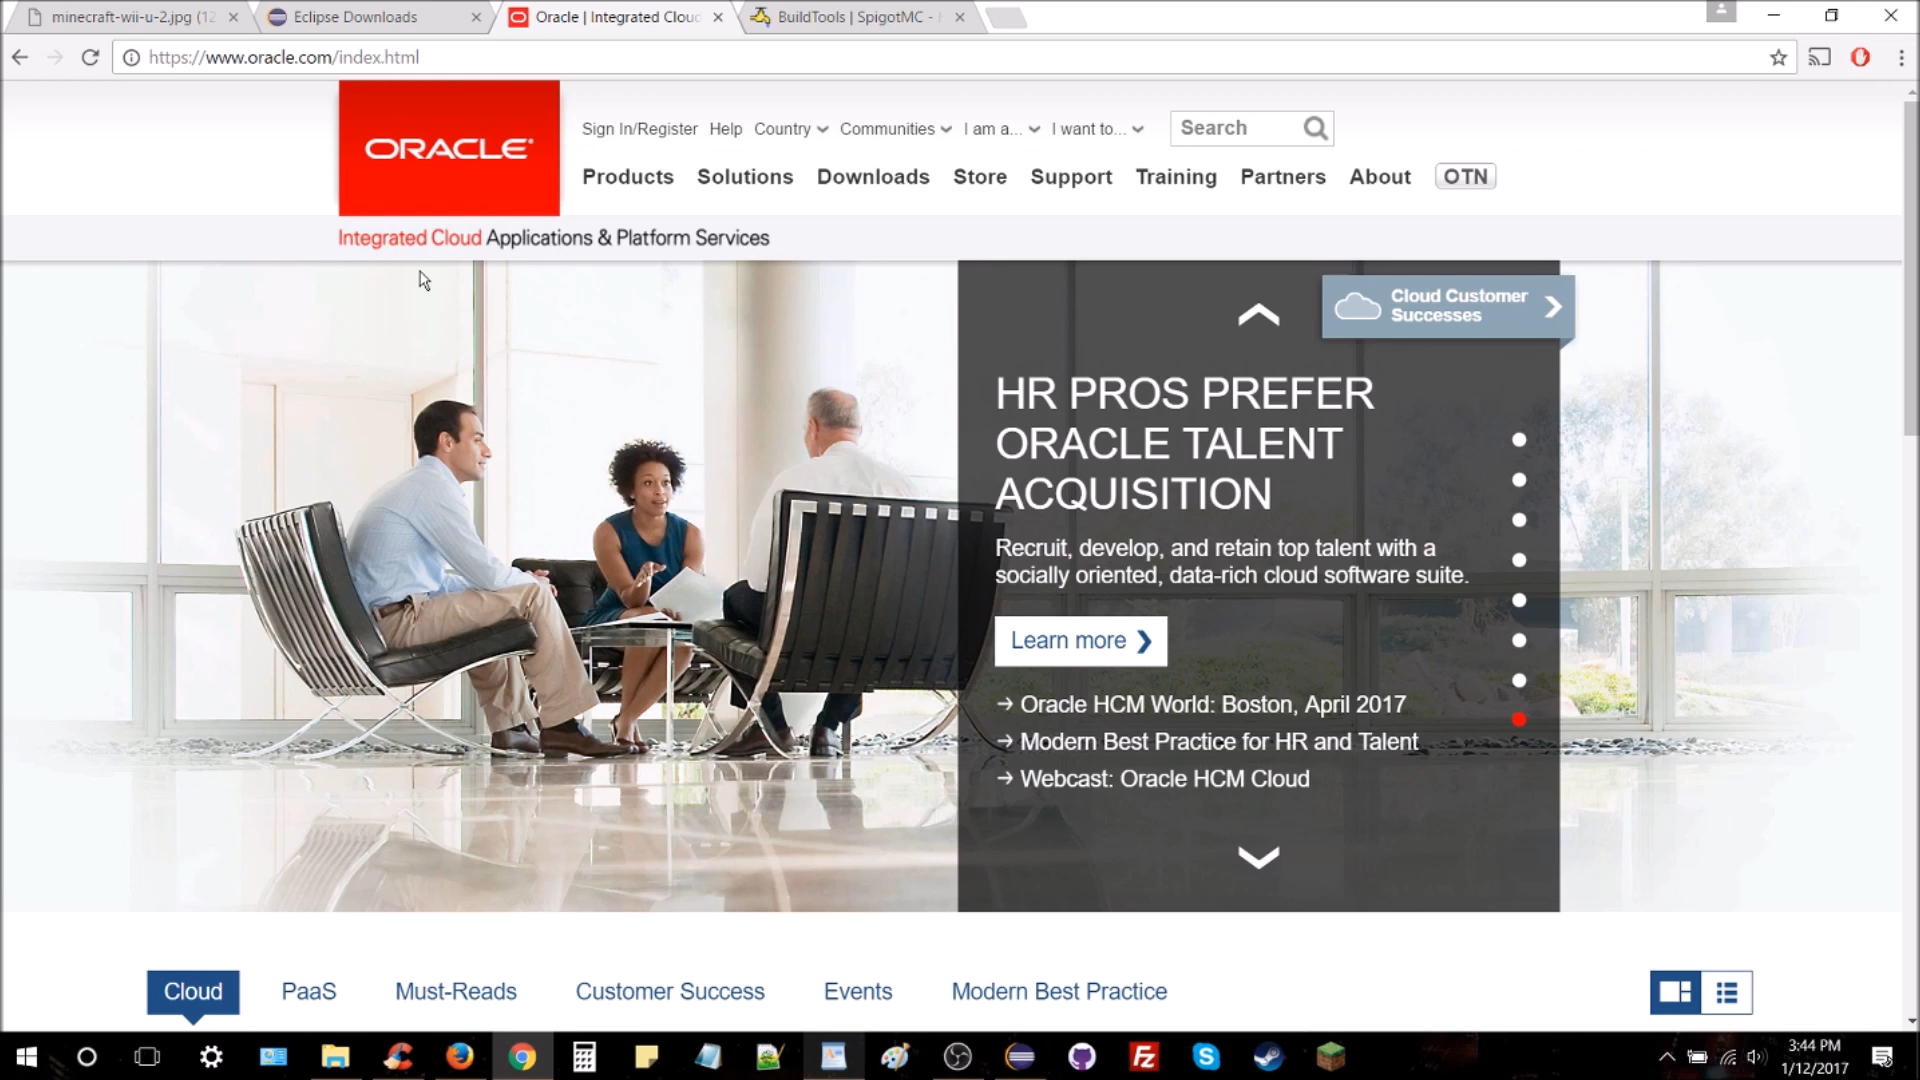 minecraft-wii-u-2.jpg (12
Eclipse Downloads
Oracle | Integrated Cloud
BuildTools | SpigotMC -
https://www.oracle.com/index.html
ORACLE
Sign In/Register Help Country Communities I am a... I want to... Search
Products Solutions Downloads Store Support Training Partners About OTN
Integrated Cloud Applications & Platform Services
Cloud Customer
Successes
HR PROS PREFER
ORACLE TALENT
ACQUISITION
Recruit, develop, and retain top talent with a
socially oriented, data-rich cloud software suite.
Learn more
→ Oracle HCM World: Boston, April 2017
→ Modern Best Practice for HR and Talent
→ Webcast: Oracle HCM Cloud
Cloud PaaS Must-Reads Customer Success Events Modern Best Practice
Fz
3:44 PM
1/12/2017